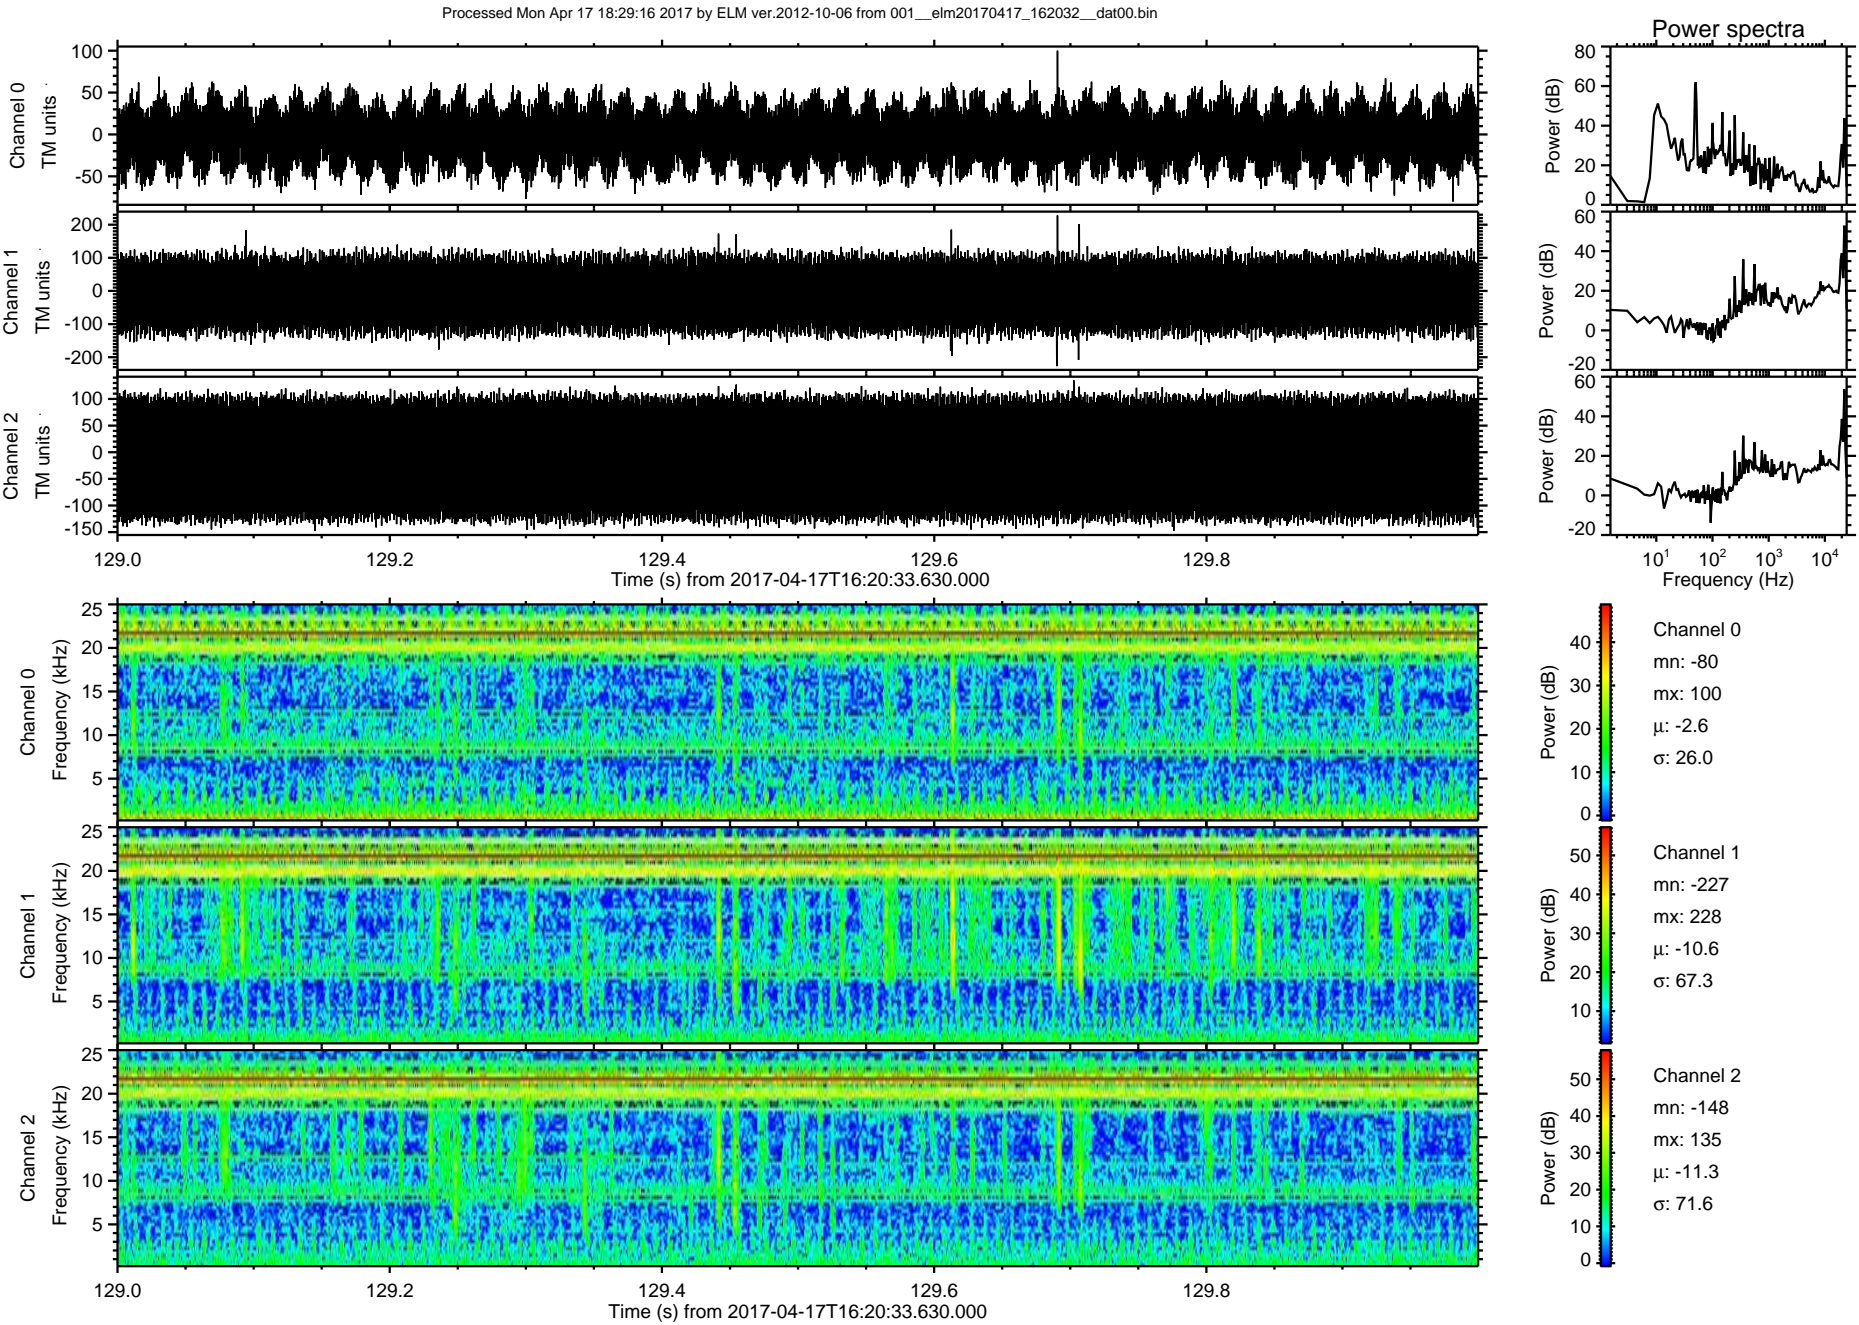 Processed Mon Apr 17 18:29:16 2017 by ELM ver.2012-10-06 from 001__elm20170417_162032__dat00.bin
Power spectra
Channel 0
TM units
100
50
0
-50
Power (dB)
80
60
40
20
0
Channel 1
TM units
200
100
0
-100
-200
Power (dB)
60
40
20
0
-20
Channel 2
TM units
100
50
0
-50
-100
-150
Power (dB)
60
40
20
0
-20
129.0 129.2 129.4 129.6 129.8
Time (s) from 2017-04-17T16:20:33.630.000
10¹ 10² 10³ 10⁴
Frequency (Hz)
Channel 0
Frequency (kHz)
25
20
15
10
5
Power (dB)
40
30
20
10
0
Channel 0
mn: -80
mx: 100
μ: -2.6
σ: 26.0
Channel 1
Frequency (kHz)
25
20
15
10
5
Power (dB)
50
40
30
20
10
Channel 1
mn: -227
mx: 228
μ: -10.6
σ: 67.3
Channel 2
Frequency (kHz)
25
20
15
10
5
Power (dB)
50
40
30
20
10
0
Channel 2
mn: -148
mx: 135
μ: -11.3
σ: 71.6
129.0 129.2 129.4 129.6 129.8
Time (s) from 2017-04-17T16:20:33.630.000